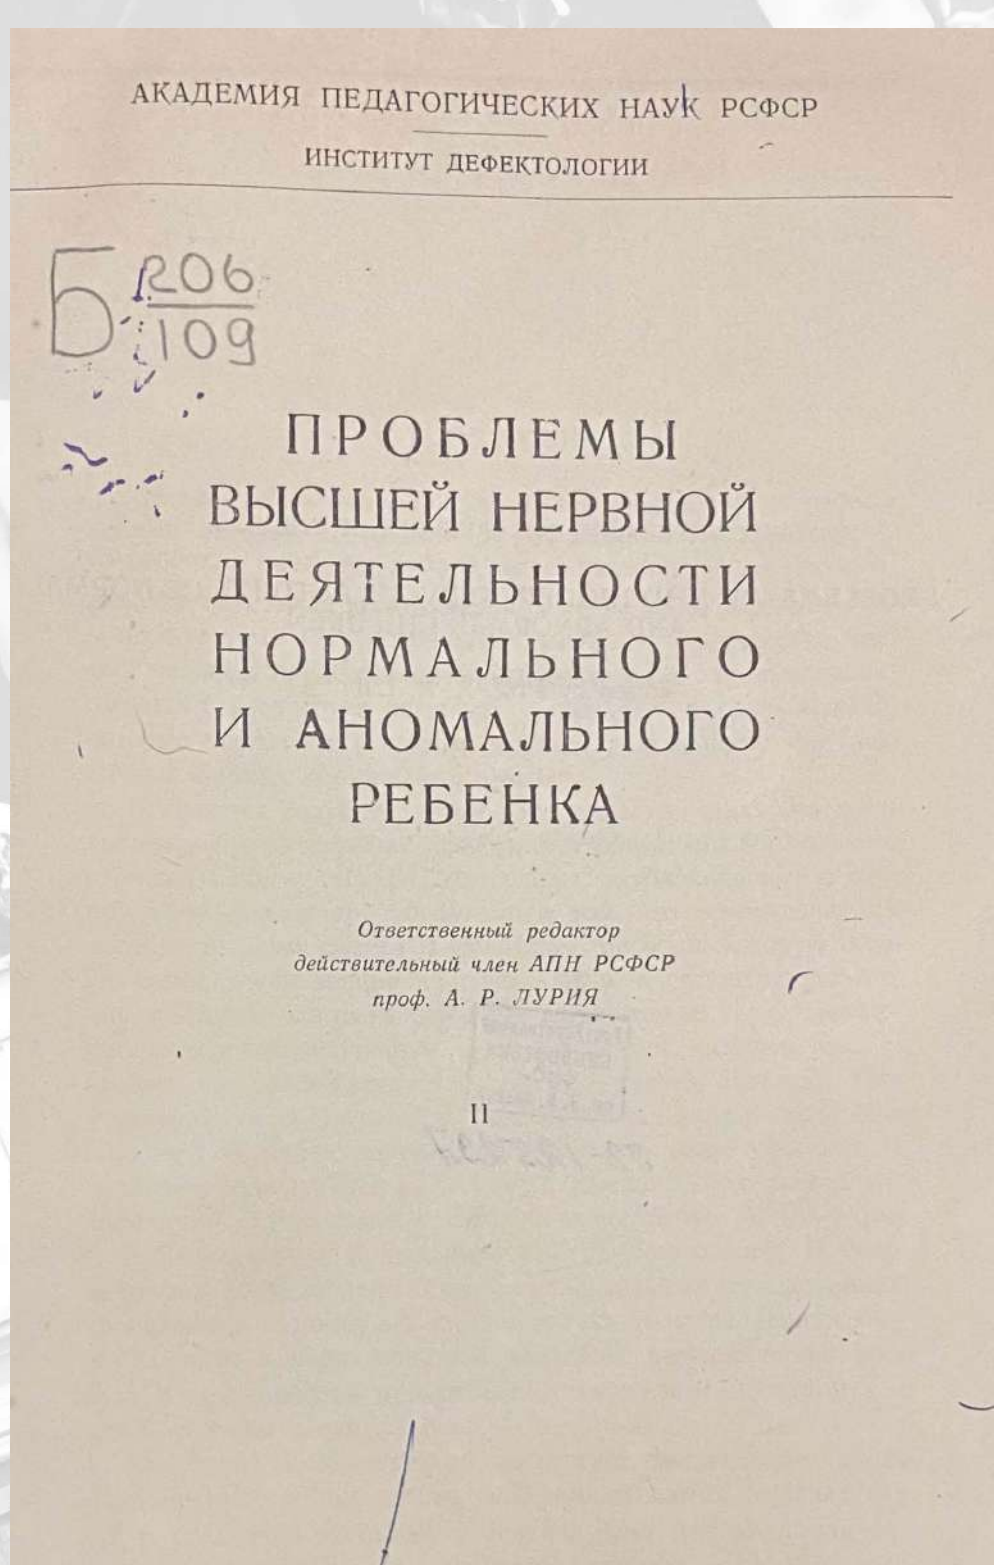 АКАДЕМИЯ ПЕДАГОГИЧЕСКИХ НАУК РСФСР
ИНСТИТУТ ДЕФЕКТОЛОГИИ
Б 206
109
ПРОБЛЕМЫ
ВЫСШЕЙ НЕРВНОЙ
ДЕЯТЕЛЬНОСТИ
НОРМАЛЬНОГО
И АНОМАЛЬНОГО
РЕБЕНКА
Ответственный редактор
действительный член АПН РСФСР
проф. А. Р. ЛУРИЯ
II